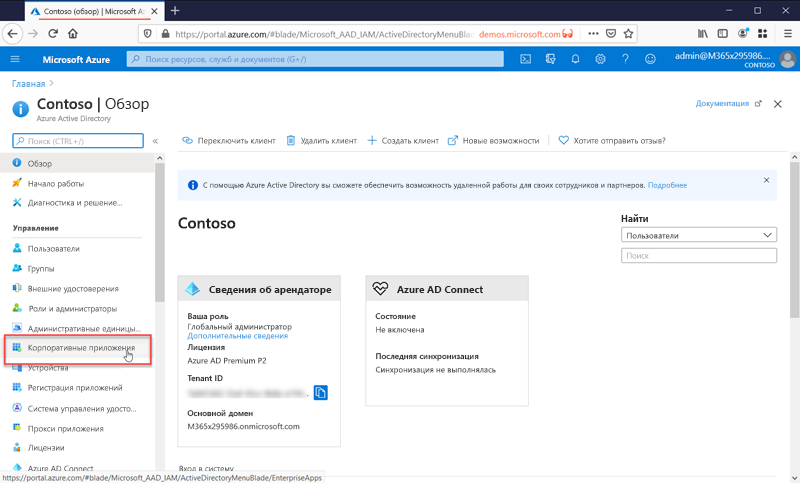 Contoso (обзор) | Microsoft Az
https://portal.azure.com/#blade/Microsoft_AAD_IAM/ActiveDirectoryMenuBlade
demos.microsoft.com
Microsoft Azure
Поиск ресурсов, служб и документов (G+/)
admin@M365x295986....
CONTOSO
Главная >
Contoso | Обзор
Azure Active Directory
Документация
Поиск (CTRL+/)
«
Обзор
Начало работы
Диагностика и решение...
Управление
Пользователи
Группы
Внешние удостоверения
Роли и администраторы
Административные единицы...
Корпоративные приложения
Устройства
Регистрация приложений
Система управления удосто...
Прокси приложения
Лицензии
Azure AD Connect
Переключить клиент
Удалить клиент
Создать клиент
Новые возможности
Хотите отправить отзыв?
С помощью Azure Active Directory вы сможете обеспечить возможность удаленной работы для своих сотрудников и партнеров. Подробнее
Contoso
Найти
Пользователи
Поиск
Сведения об арендаторе
Ваша роль
Глобальный администратор
Дополнительные сведения
Лицензия
Azure AD Premium P2
Tenant ID
Основной домен
M365x295986.onmicrosoft.com
Azure AD Connect
Состояние
Не включена
Последняя синхронизация
Синхронизация не выполнялась
Вход в систему
https://portal.azure.com/#blade/Microsoft_AAD_IAM/ActiveDirectoryMenuBlade/EnterpriseApps